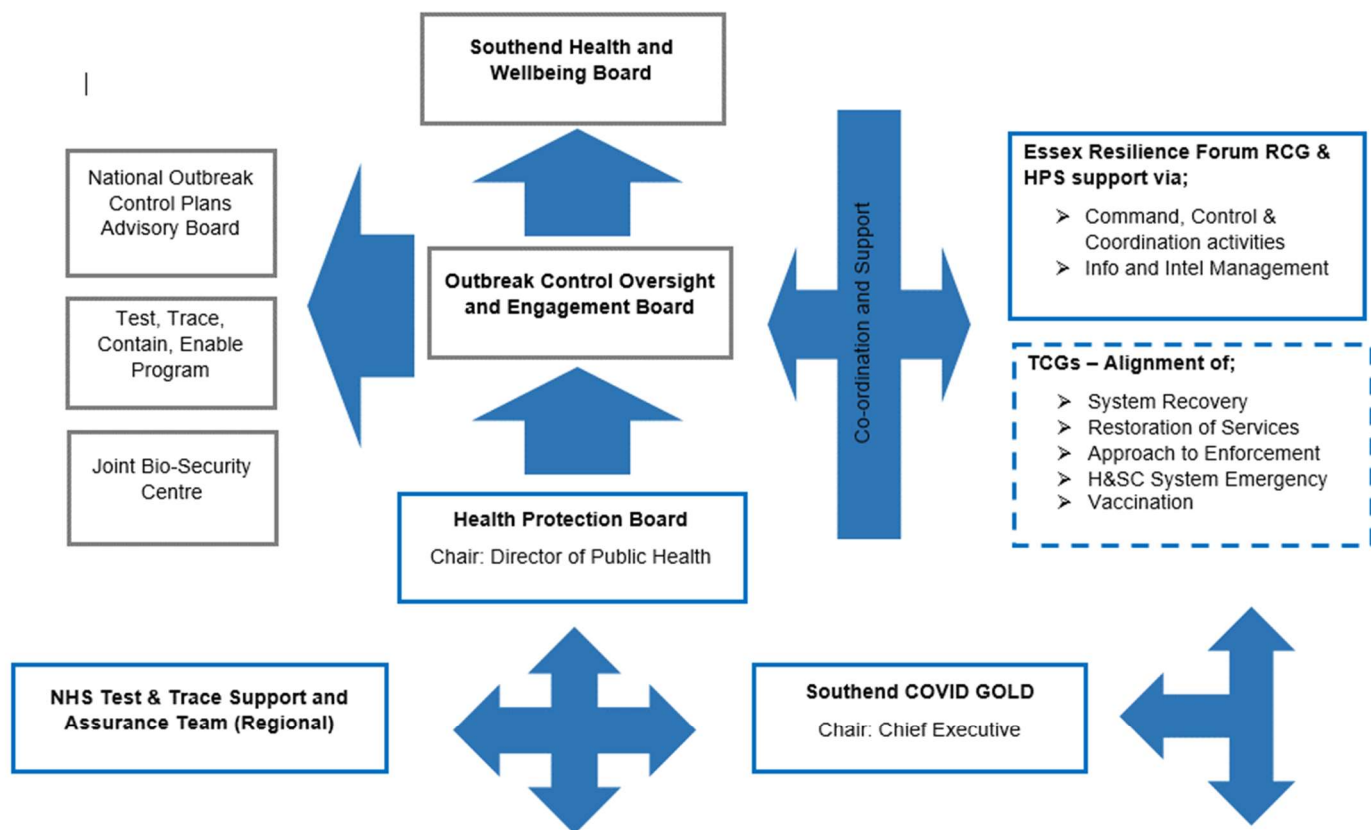 Southend Health and
Wellbeing Board
National Outbreak
Control Plans
Advisory Board
Test, Trace,
Contain, Enable
Program
Joint Bio-Security
Centre
Outbreak Control Oversight
and Engagement Board
Health Protection Board
Chair: Director of Public Health
Co-ordination and Support
Essex Resilience Forum RCG &
HPS support via;
➢ Command, Control &
Coordination activities
➢ Info and Intel Management
TCGs – Alignment of;
➢ System Recovery
➢ Restoration of Services
➢ Approach to Enforcement
➢ H&SC System Emergency
➢ Vaccination
NHS Test & Trace Support and
Assurance Team (Regional)
Southend COVID GOLD
Chair: Chief Executive